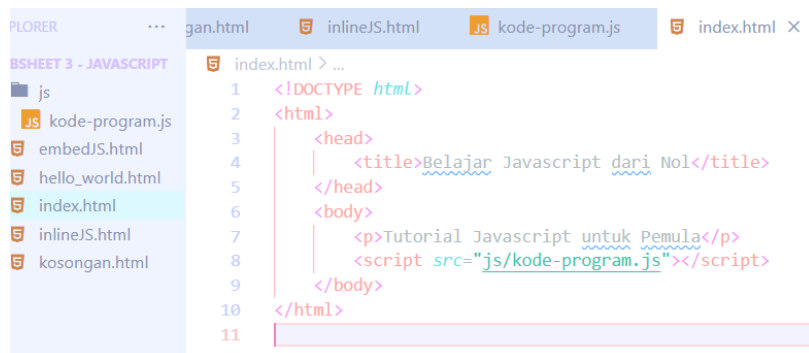 PLORER ... gan.html inlineJS.html JS kode-program.js index.html ×
BSHEET 3 - JAVASCRIPT
js
JS kode-program.js
embedJS.html
hello_world.html
index.html
inlineJS.html
kosongan.html
index.html > ...
1 <!DOCTYPE html>
2 <html>
3 <head>
4 <title>Belajar Javascript dari Nol</title>
5 </head>
6 <body>
7 <p>Tutorial Javascript untuk Pemula</p>
8 <script src="js/kode-program.js"></script>
9 </body>
10 </html>
11